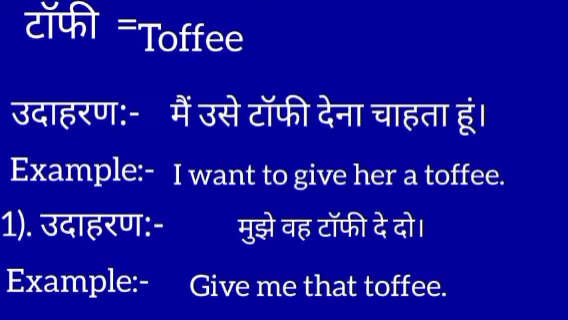 टॉफी =Toffee
उदाहरण:- मैं उसे टॉफी देना चाहता हूं।
Example:- I want to give her a toffee.
1). उदाहरण:- मुझे वह टॉफी दे दो।
Example:- Give me that toffee.